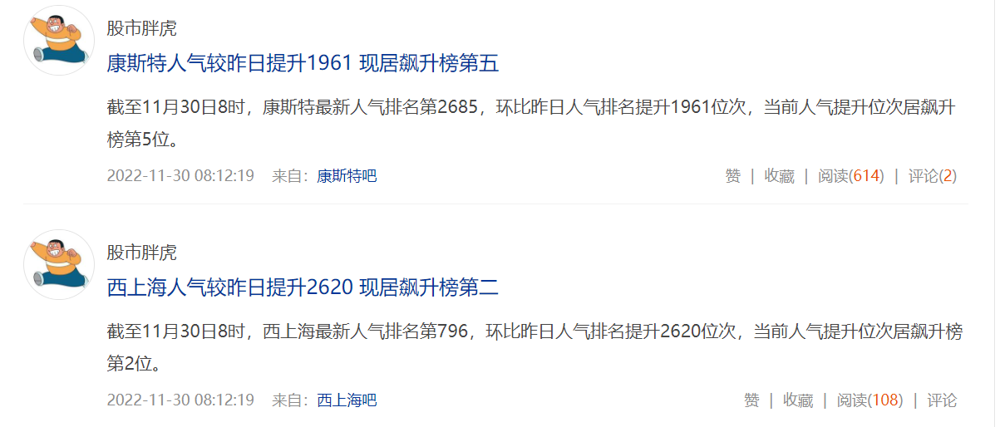 股市胖虎
康斯特人气较昨日提升1961 现居飙升榜第五
截至11月30日8时，康斯特最新人气排名第2685，环比昨日人气排名提升1961位次，当前人气提升位次居飙升
榜第5位。
2022-11-30 08:12:19 来自：康斯特吧 赞 | 收藏 | 阅读(614) | 评论(2)
股市胖虎
西上海人气较昨日提升2620 现居飙升榜第二
截至11月30日8时，西上海最新人气排名第796，环比昨日人气排名提升2620位次，当前人气提升位次居飙升榜
第2位。
2022-11-30 08:12:19 来自：西上海吧 赞 | 收藏 | 阅读(108) | 评论